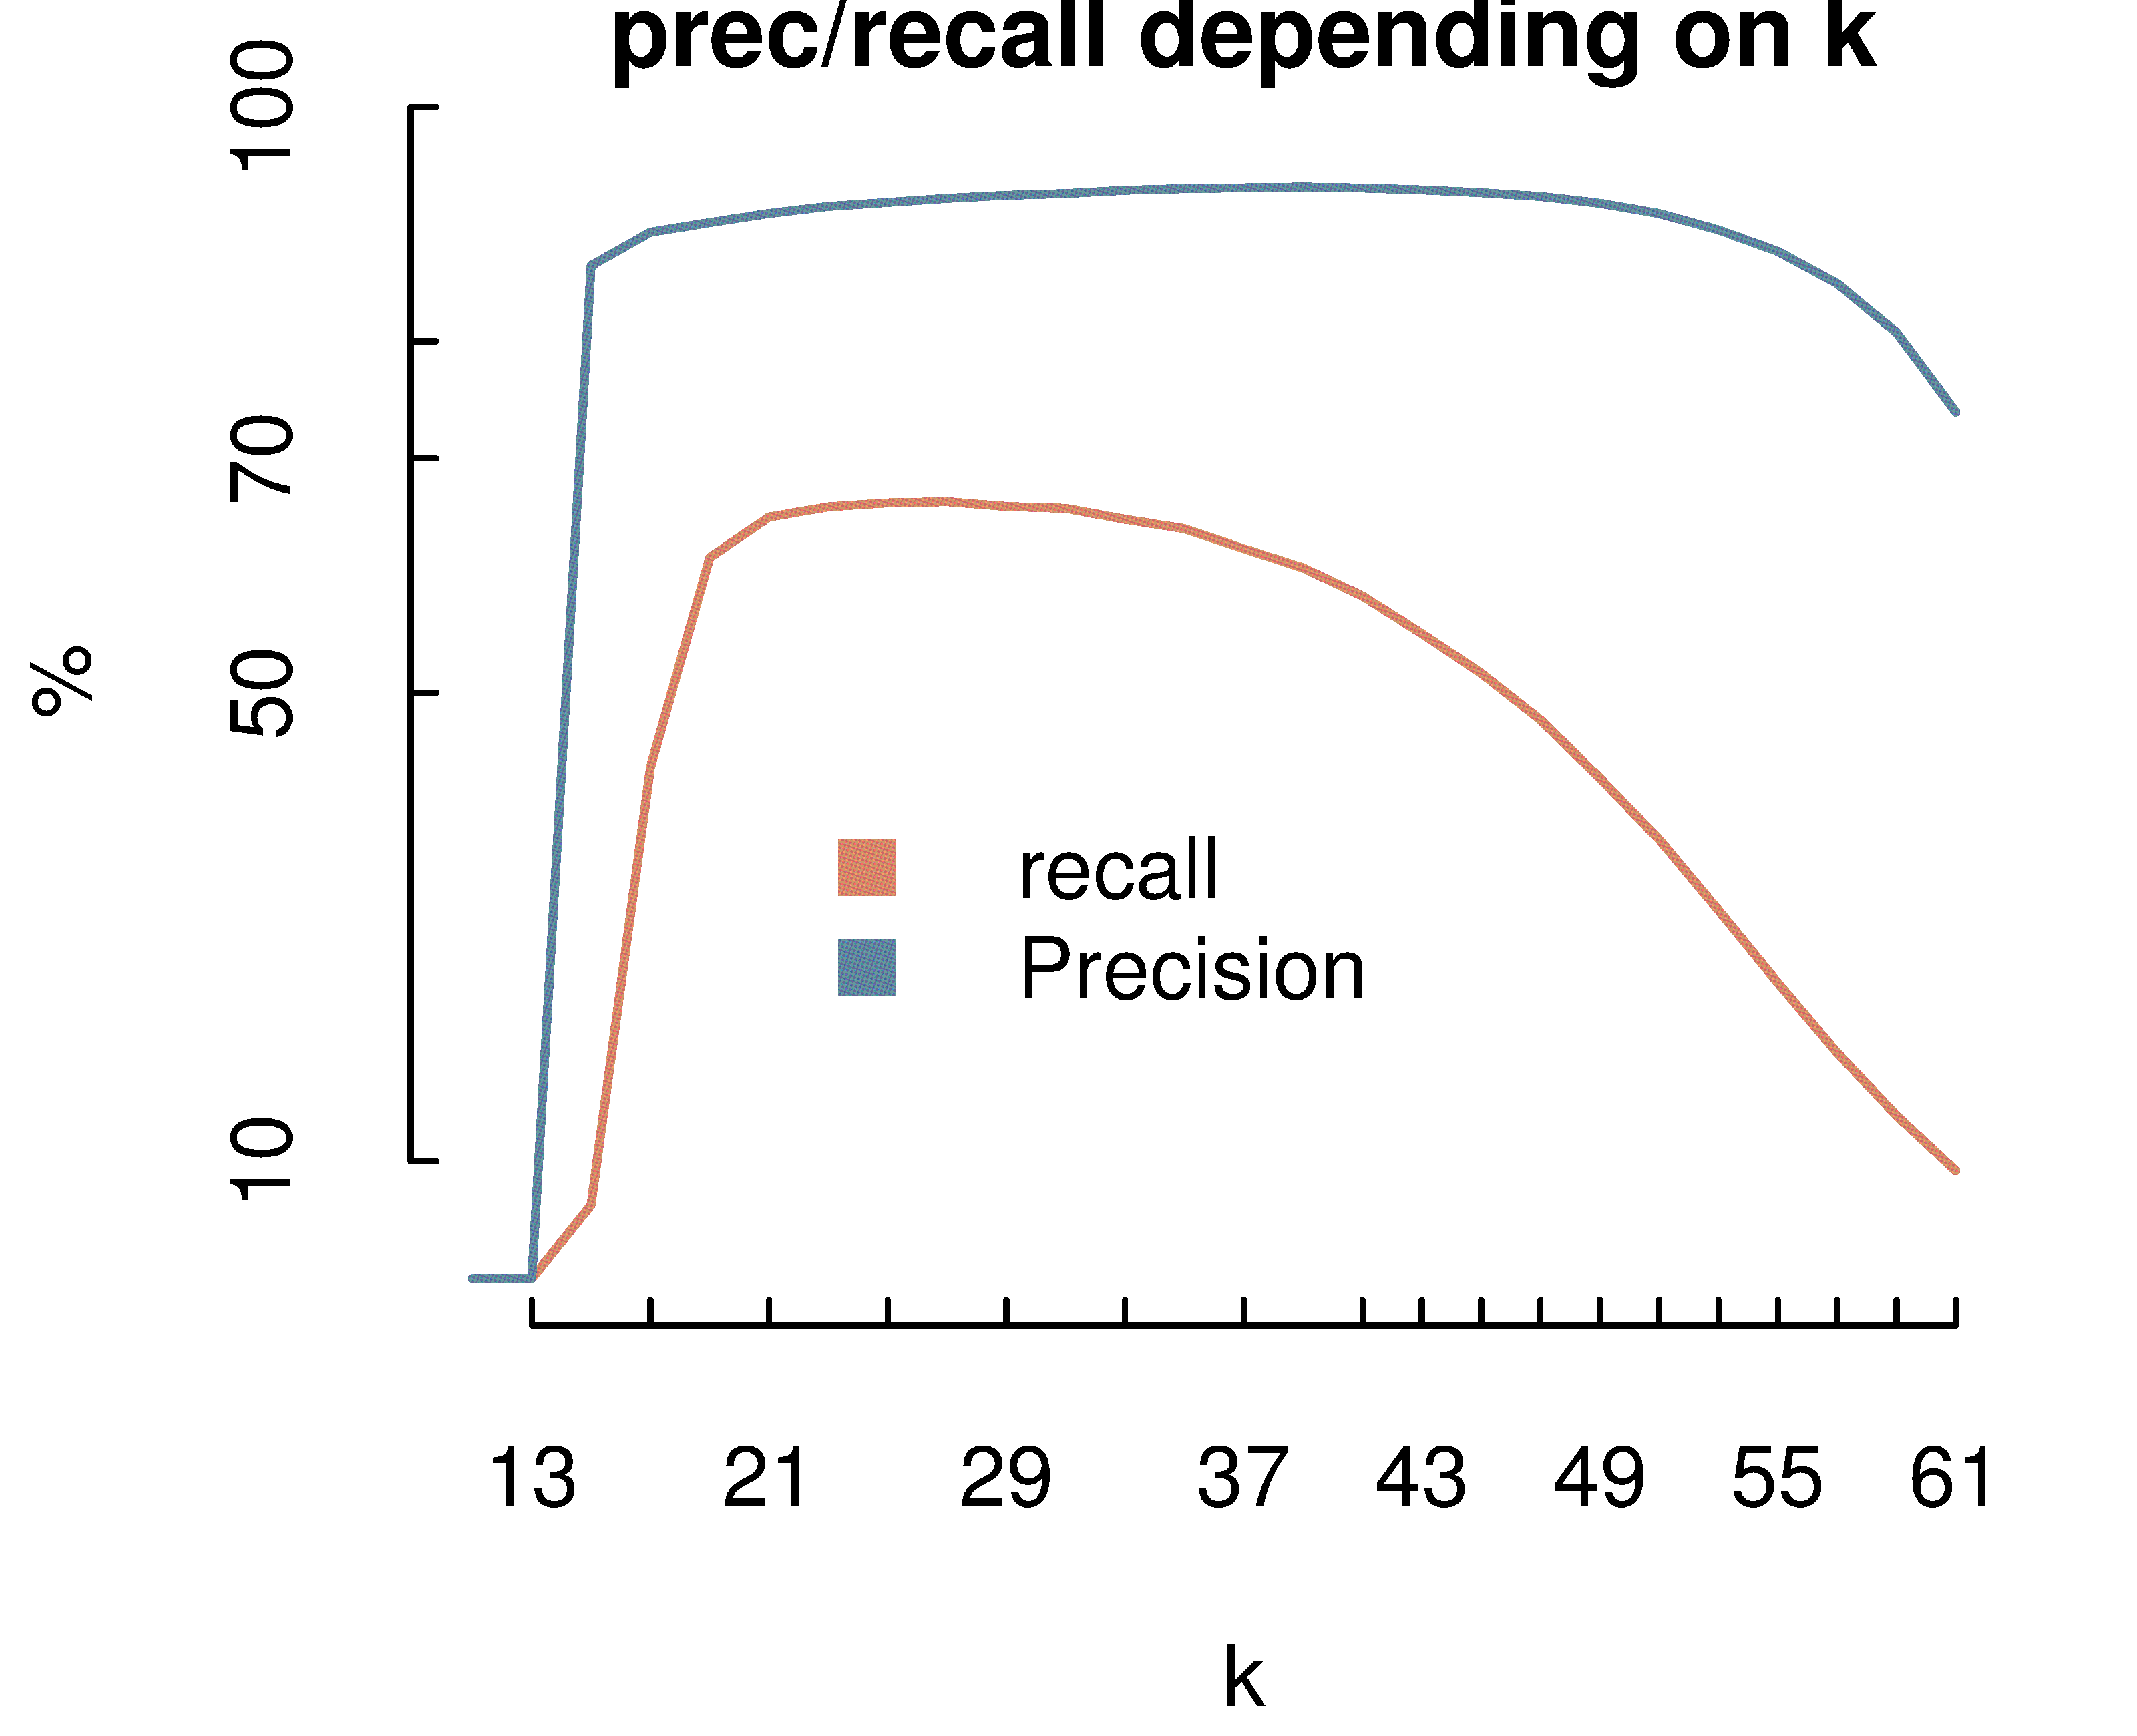 prec/recall depending on k
100
70
50
10
%
recall
Precision
13 21 29 37 43 49 55 61
k